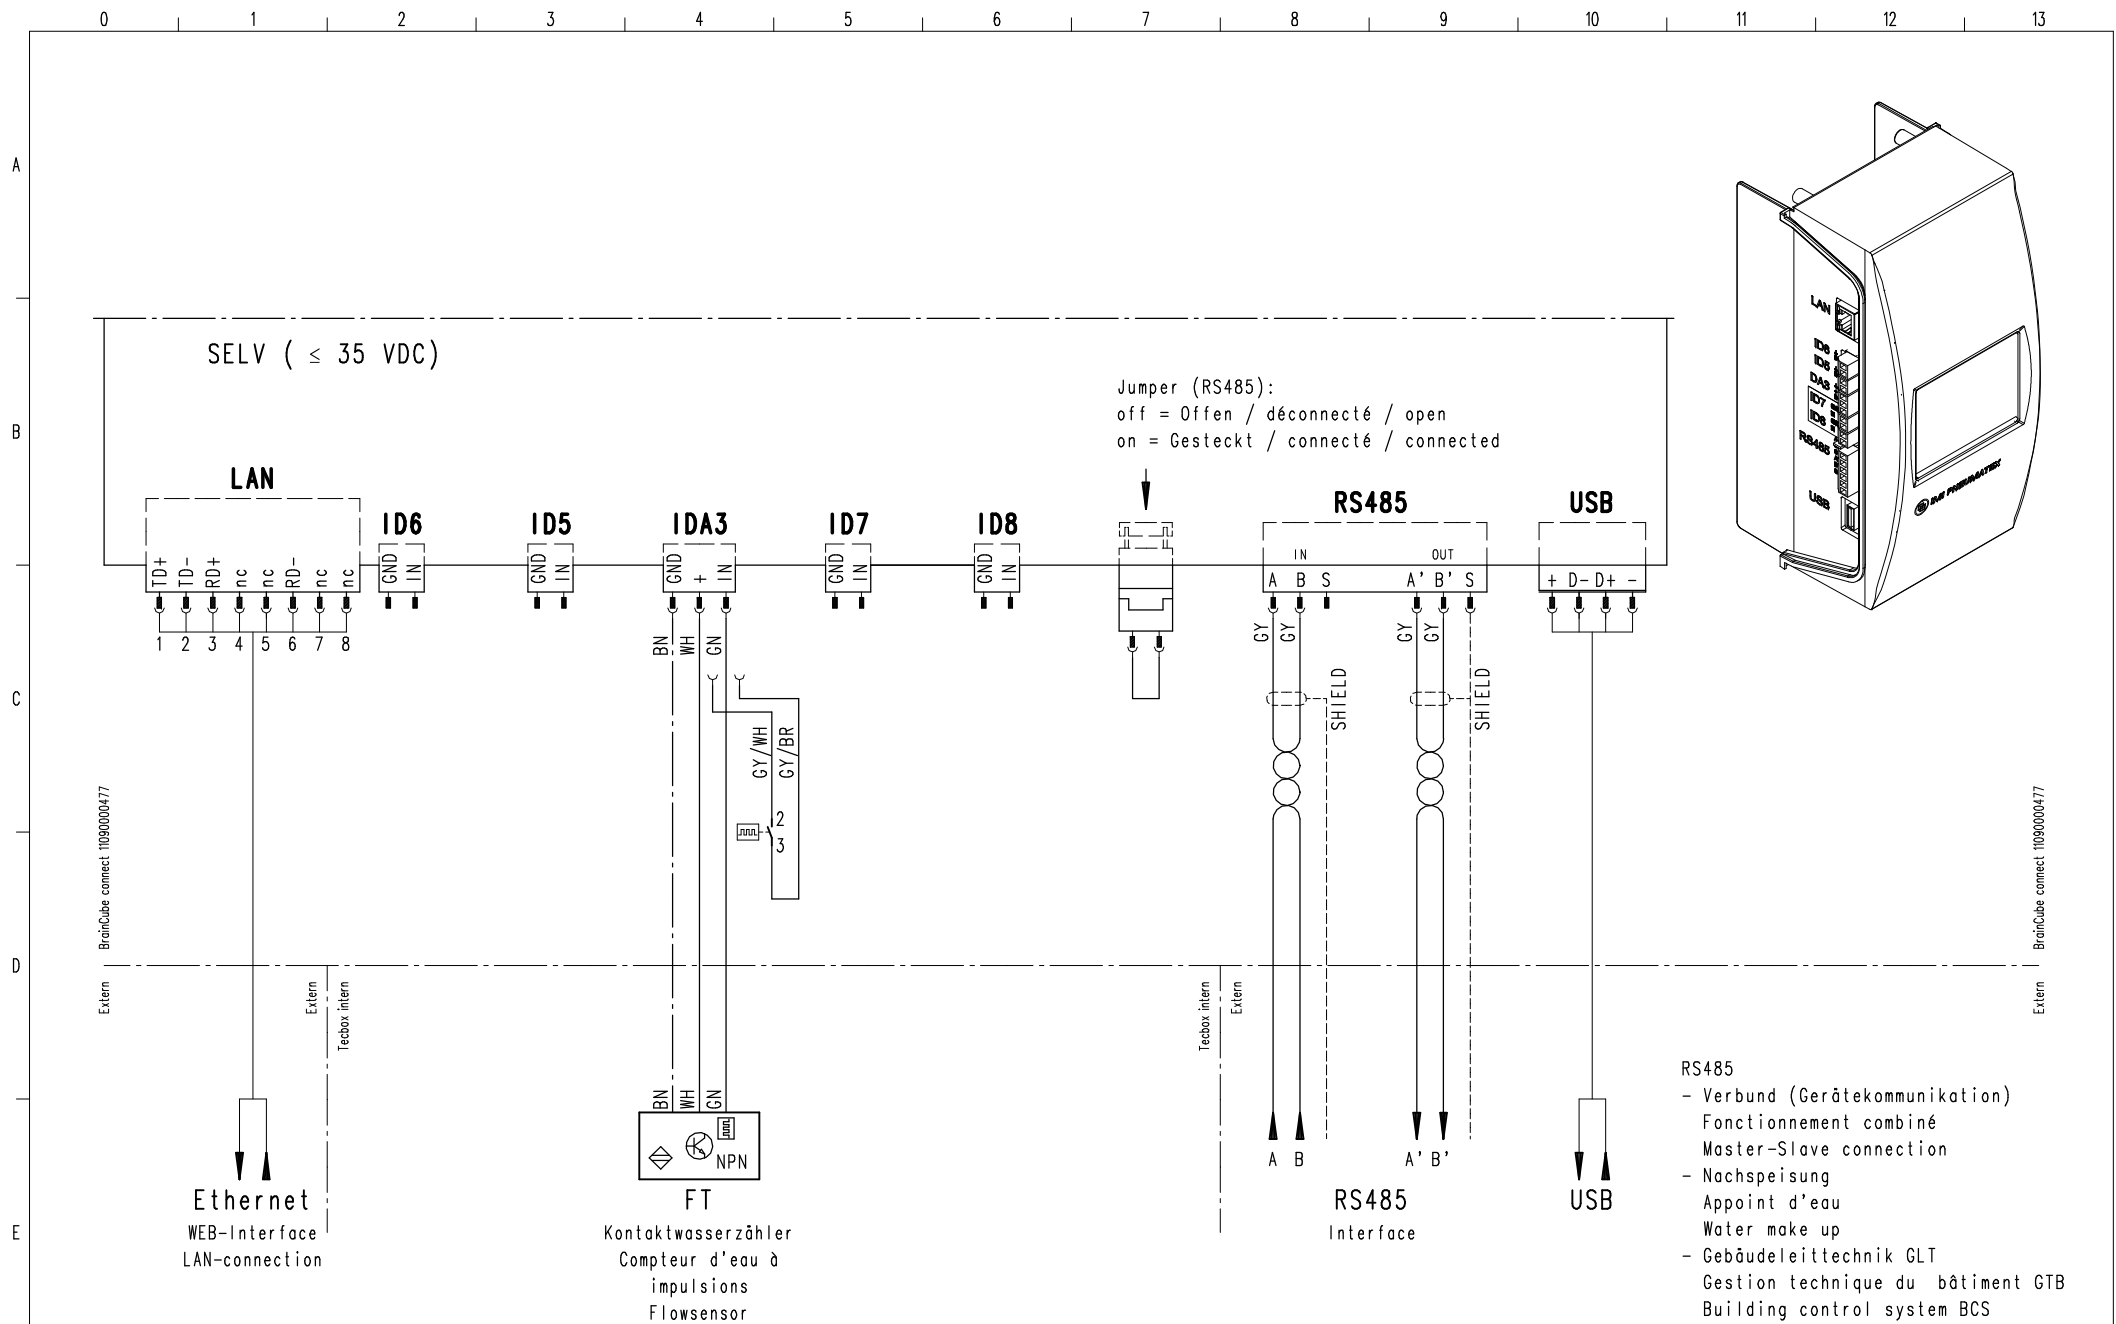 0 1 2 3 4 5 6 7 8 9 10 11 12 13
A
B
C
D
E
SELV ( ≤ 35 VDC)
Jumper (RS485):
off = Offen / déconnecté / open
on = Gesteckt / connecté / connected
LAN
TD+ TD- RD+ nc nc RD- nc nc
1 2 3 4 5 6 7 8
ID6
GND IN
ID5
GND IN
IDA3
GND + IN
BN WH GN
GY/WH GY/BR
2
3
ID7
GND IN
ID8
GND IN
RS485
IN OUT
A B S A' B' S
GY GY GY GY
SHIELD SHIELD
USB
+ D- D+ -
LAN
ID6
ID5
DA3
ID7
ID8
RS485
USB
IMI PNEUMATEX
BrainCube connect 11090000477
BrainCube connect 11090000477
Extern
Extern
Tecbox intern
Tecbox intern
Extern
Extern
Ethernet
WEB-Interface
LAN-connection
BN WH GN
NPN
FT
Kontaktwasserzähler
Compteur d'eau à
impulsions
Flowsensor
A B A' B'
RS485
Interface
USB
RS485
- Verbund (Gerätekommunikation)
Fonctionnement combiné
Master-Slave connection
- Nachspeisung
Appoint d'eau
Water make up
- Gebäudeleittechnik GLT
Gestion technique du bâtiment GTB
Building control system BCS